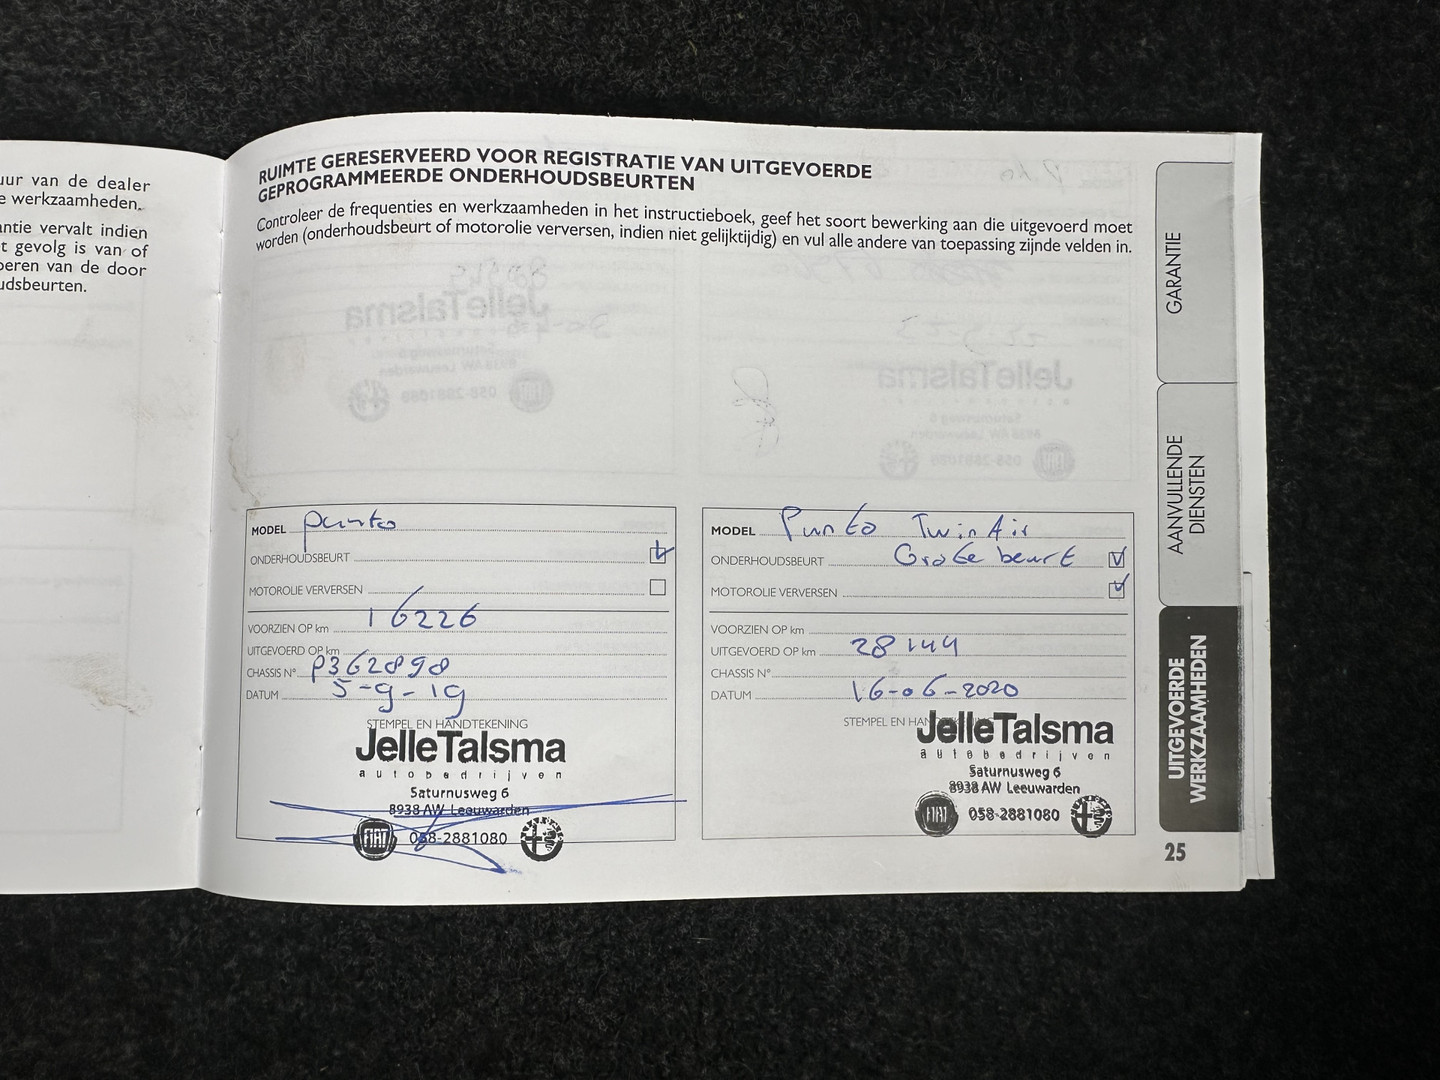 uur van de dealer
e werkzaamheden.
antie vervalt indien
t gevolg is van of
peren van de door
udsbeurten.
RUIMTE GERESERVEERD VOOR REGISTRATIE VAN UITGEVOERDE
GEPROGRAMMEERDE ONDERHOUDSBEURTEN
Controleer de frequenties en werkzaamheden in het instructieboek, geef het soort bewerking aan die uitgevoerd moet
worden (onderhoudsbeurt of motorolie verversen, indien niet gelijktijdig) en vul alle andere van toepassing zijnde velden in.
MODEL punto
ONDERHOUDSBEURT
MOTOROLIE VERVERSEN
VOORZIEN OP km 16226
UITGEVOERD OP km
CHASSIS N° P362898
DATUM 5-9-19
STEMPEL EN HANDTEKENING
JelleTalsma
autobedrijven
Saturnusweg 6
8938 AW Leeuwarden
FIAT 058-2881080
MODEL Punto TwinAir
ONDERHOUDSBEURT Grote beurt
MOTOROLIE VERVERSEN
VOORZIEN OP km
UITGEVOERD OP km 28144
CHASSIS N°
DATUM 16-06-2020
STEMPEL EN HANDTEKENING
JelleTalsma
autobedrijven
Saturnusweg 6
8938 AW Leeuwarden
FIAT 058-2881080
GARANTIE
AANVULLENDE
DIENSTEN
UITGEVOERDE
WERKZAAMHEDEN
25